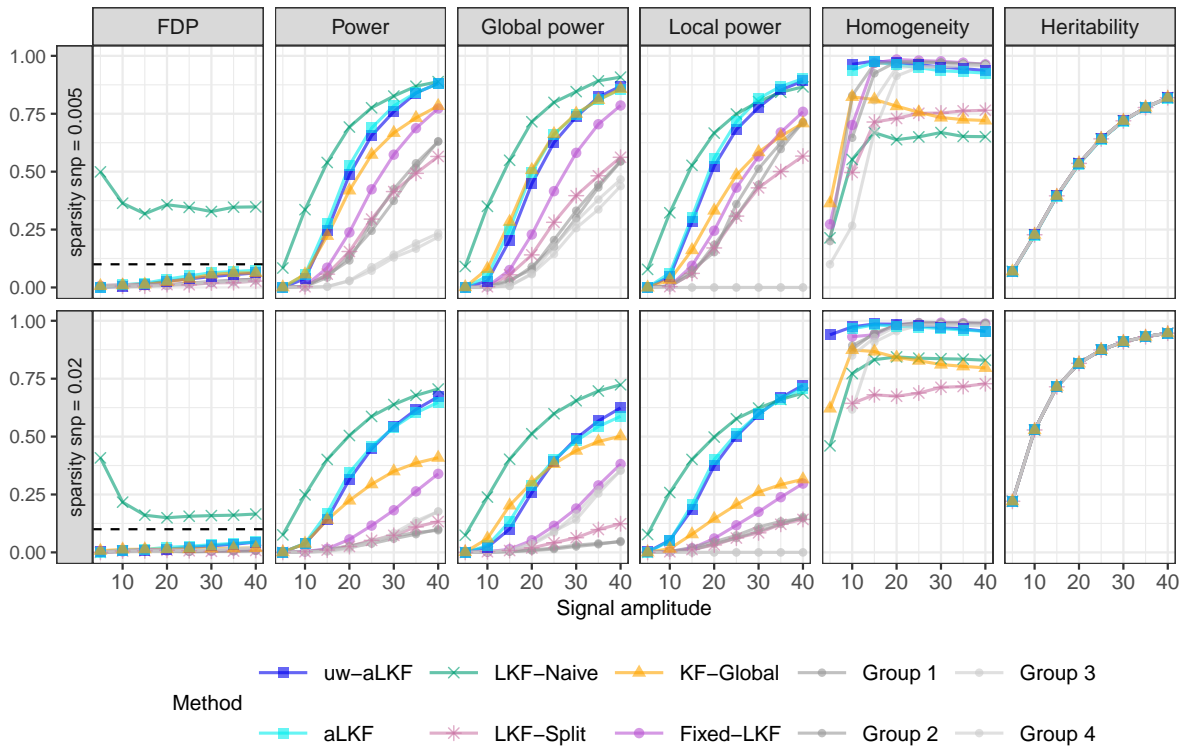 FDP Power Global power Local power Homogeneity Heritability
sparsity snp = 0.005
1.00
0.75
0.50
0.25
0.00
sparsity snp = 0.02
1.00
0.75
0.50
0.25
0.00
10 20 30 40 10 20 30 40 10 20 30 40 10 20 30 40 10 20 30 40 10 20 30 40
Signal amplitude
Method
uw−aLKF LKF−Naive KF−Global Group 1 Group 3
aLKF LKF−Split Fixed−LKF Group 2 Group 4